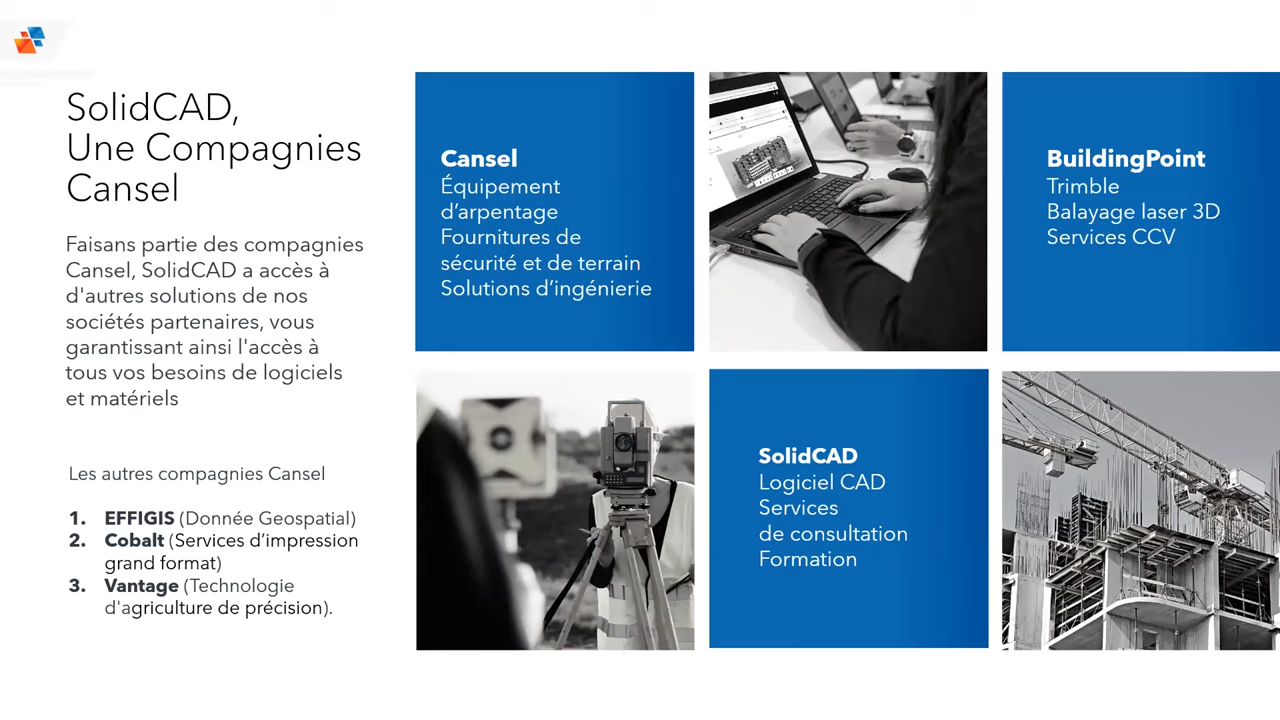 SolidCAD,
Une Compagnies
Cansel
Faisans partie des compagnies
Cansel, SolidCAD a accès à
d'autres solutions de nos
sociétés partenaires, vous
garantissant ainsi l'accès à
tous vos besoins de logiciels
et matériels
Les autres compagnies Cansel
1. EFFIGIS (Donnée Geospatial)
2. Cobalt (Services d’impression
grand format)
3. Vantage (Technologie
d'agriculture de précision).
Cansel
Équipement
d’arpentage
Fournitures de
sécurité et de terrain
Solutions d’ingénierie
BuildingPoint
Trimble
Balayage laser 3D
Services CCV
SolidCAD
Logiciel CAD
Services
de consultation
Formation